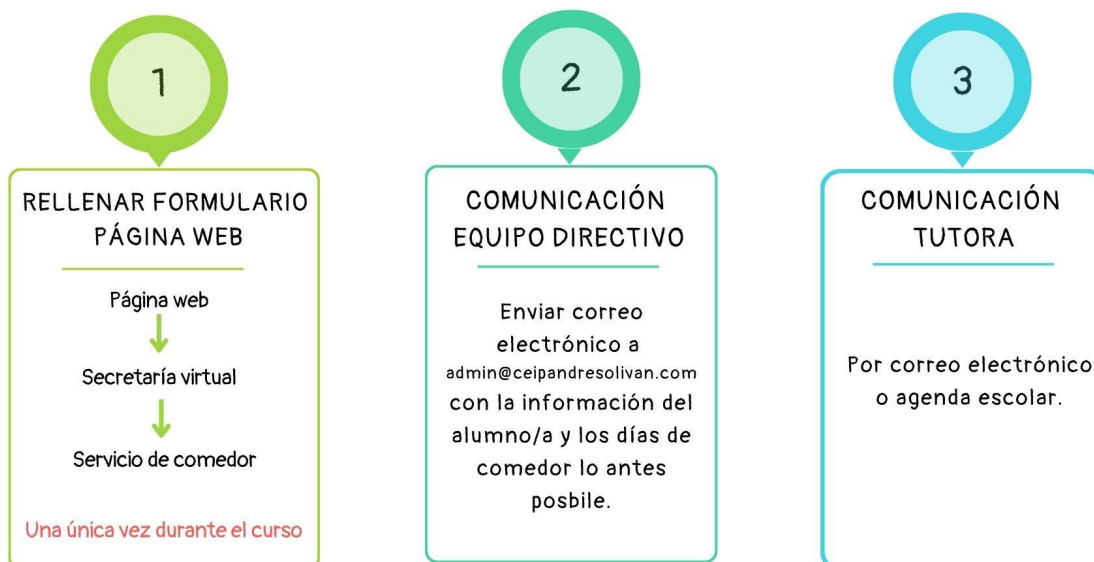 1
RELLENAR FORMULARIO
PÁGINA WEB
Página web
Secretaría virtual
Servicio de comedor
Una única vez durante el curso
2
COMUNICACIÓN
EQUIPO DIRECTIVO
Enviar correo
electrónico a
admin@ceipandresolivan.com
con la información del
alumno/a y los días de
comedor lo antes
posbile.
3
COMUNICACIÓN
TUTORA
Por correo electrónico
o agenda escolar.